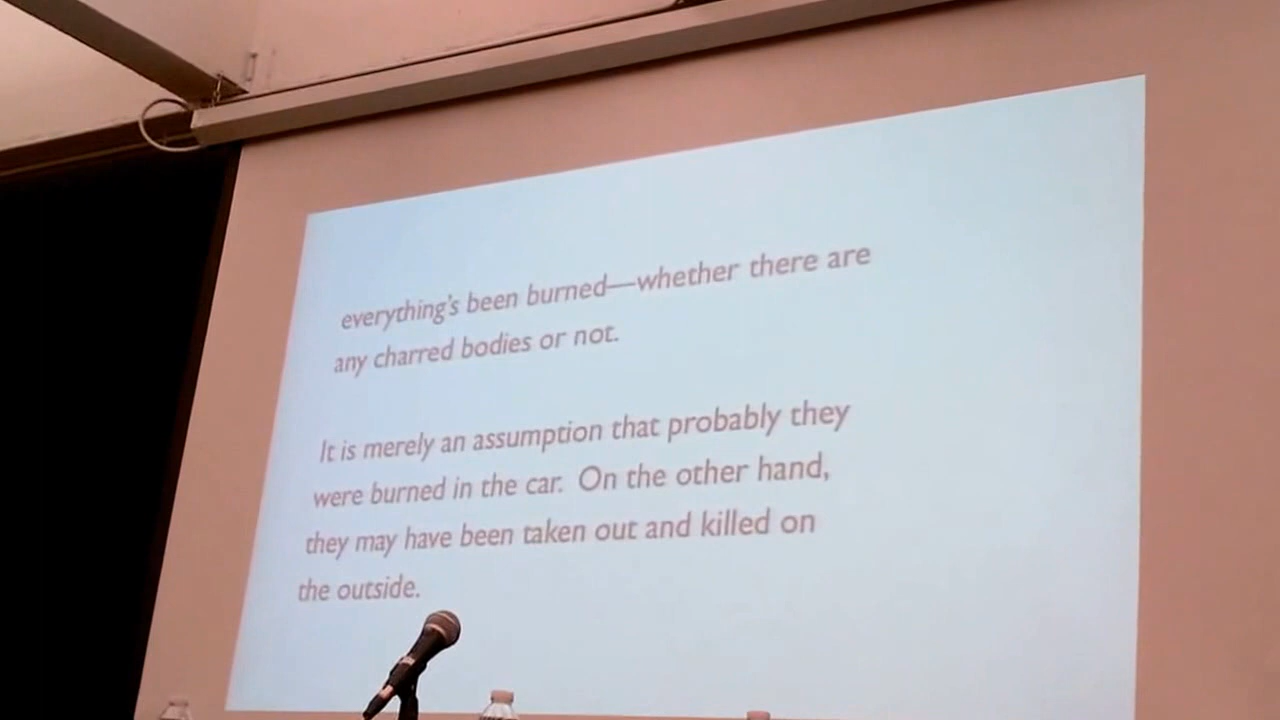 everything's been burned—whether there are
any charred bodies or not.
It is merely an assumption that probably they
were burned in the car. On the other hand,
they may have been taken out and killed on
the outside.